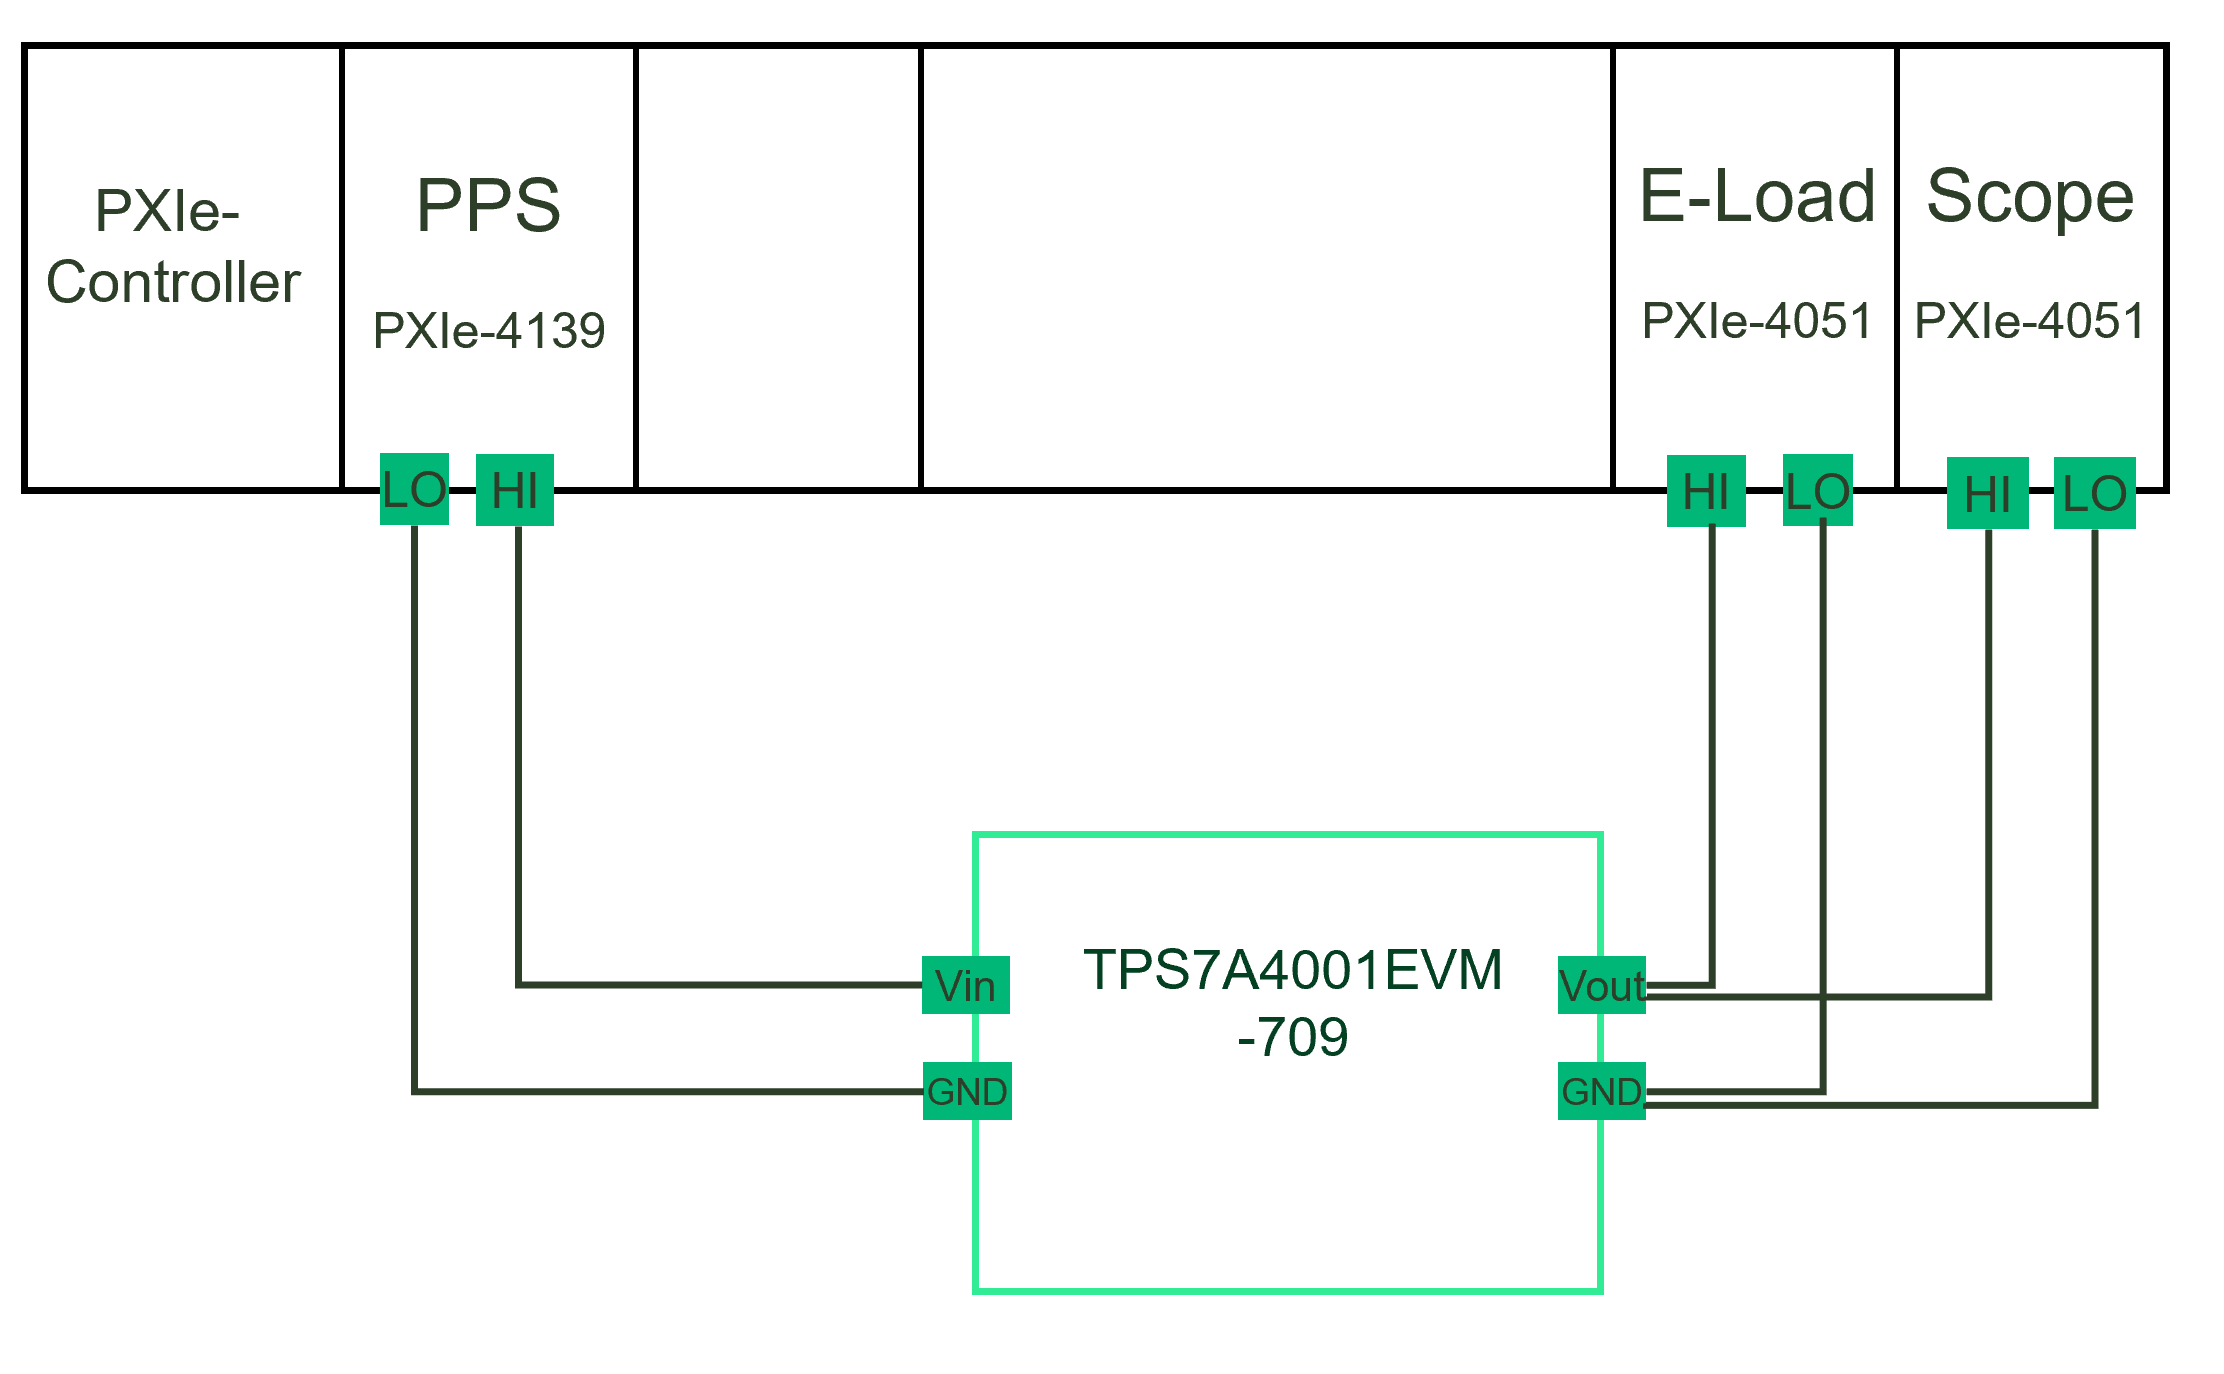 PXIe-
Controller
PPS
PXIe-4139
E-Load
PXIe-4051
Scope
PXIe-4051
LO
HI
HI
LO
HI
LO
Vin
GND
TPS7A4001EVM
-709
Vout
GND